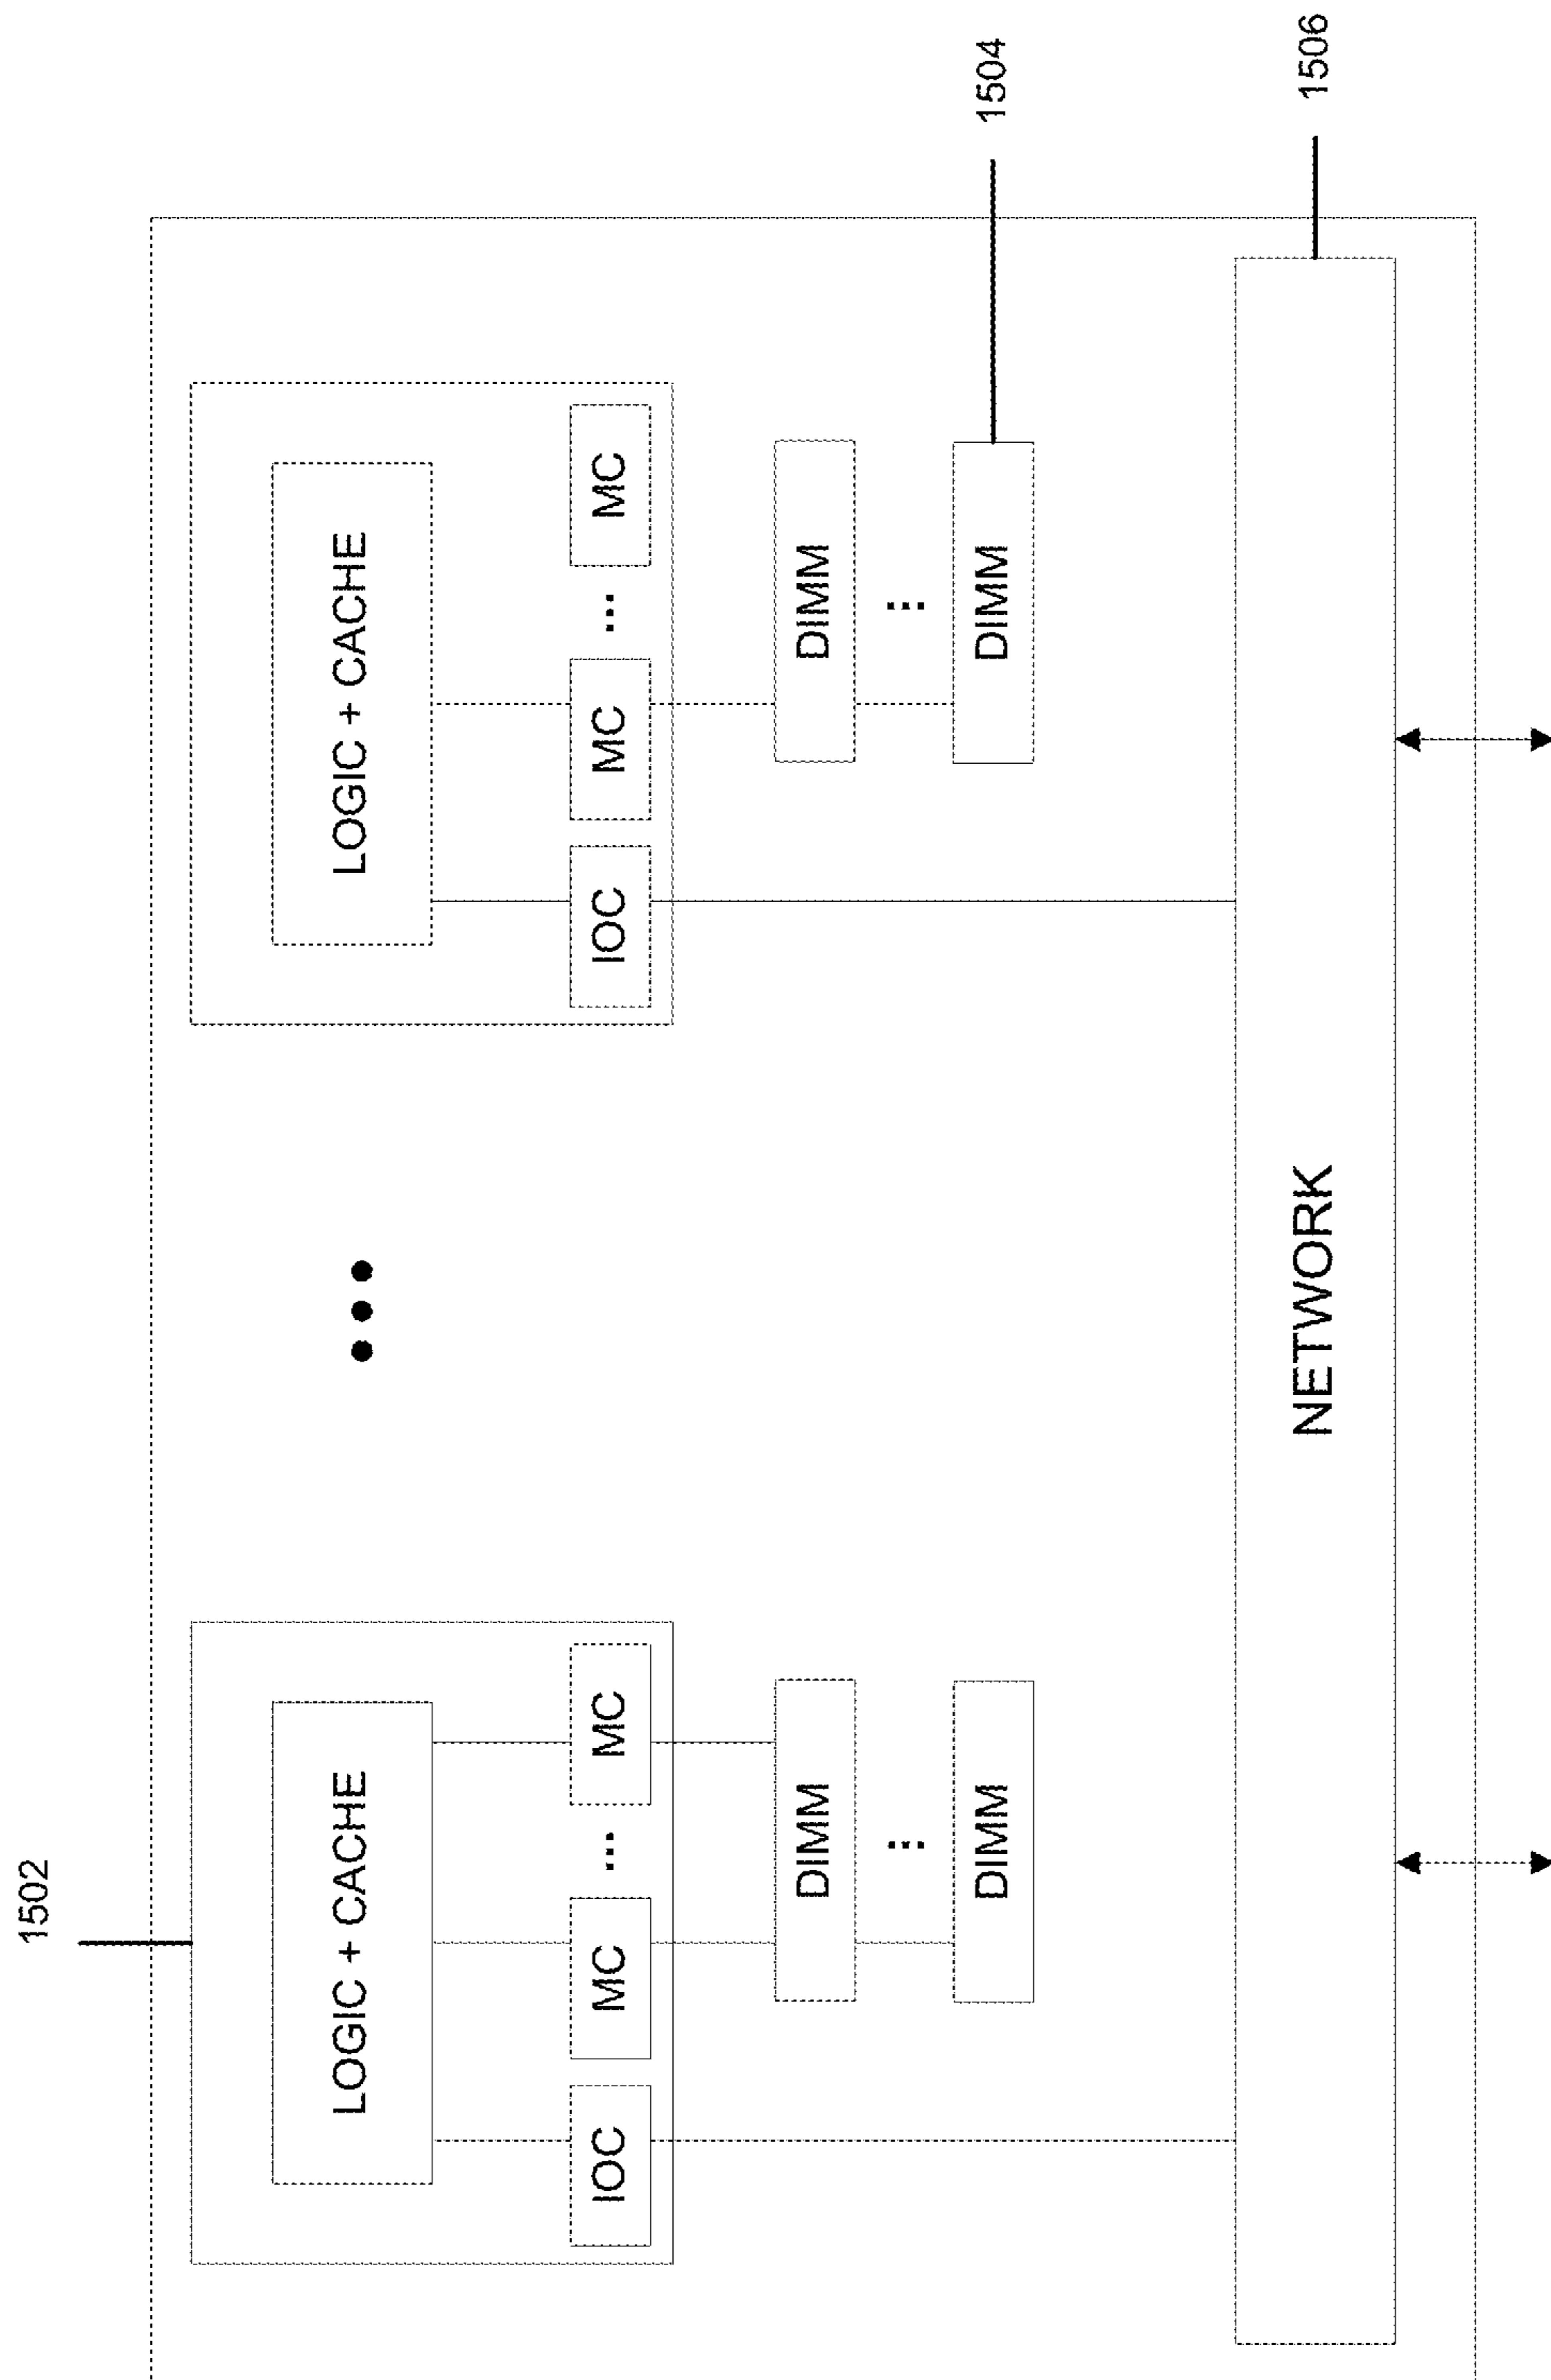 1502
LOGIC + CACHE
LOGIC + CACHE
IOC MC ... MC
IOC MC ... MC
DIMM
DIMM
DIMM
DIMM
1504
NETWORK
1506